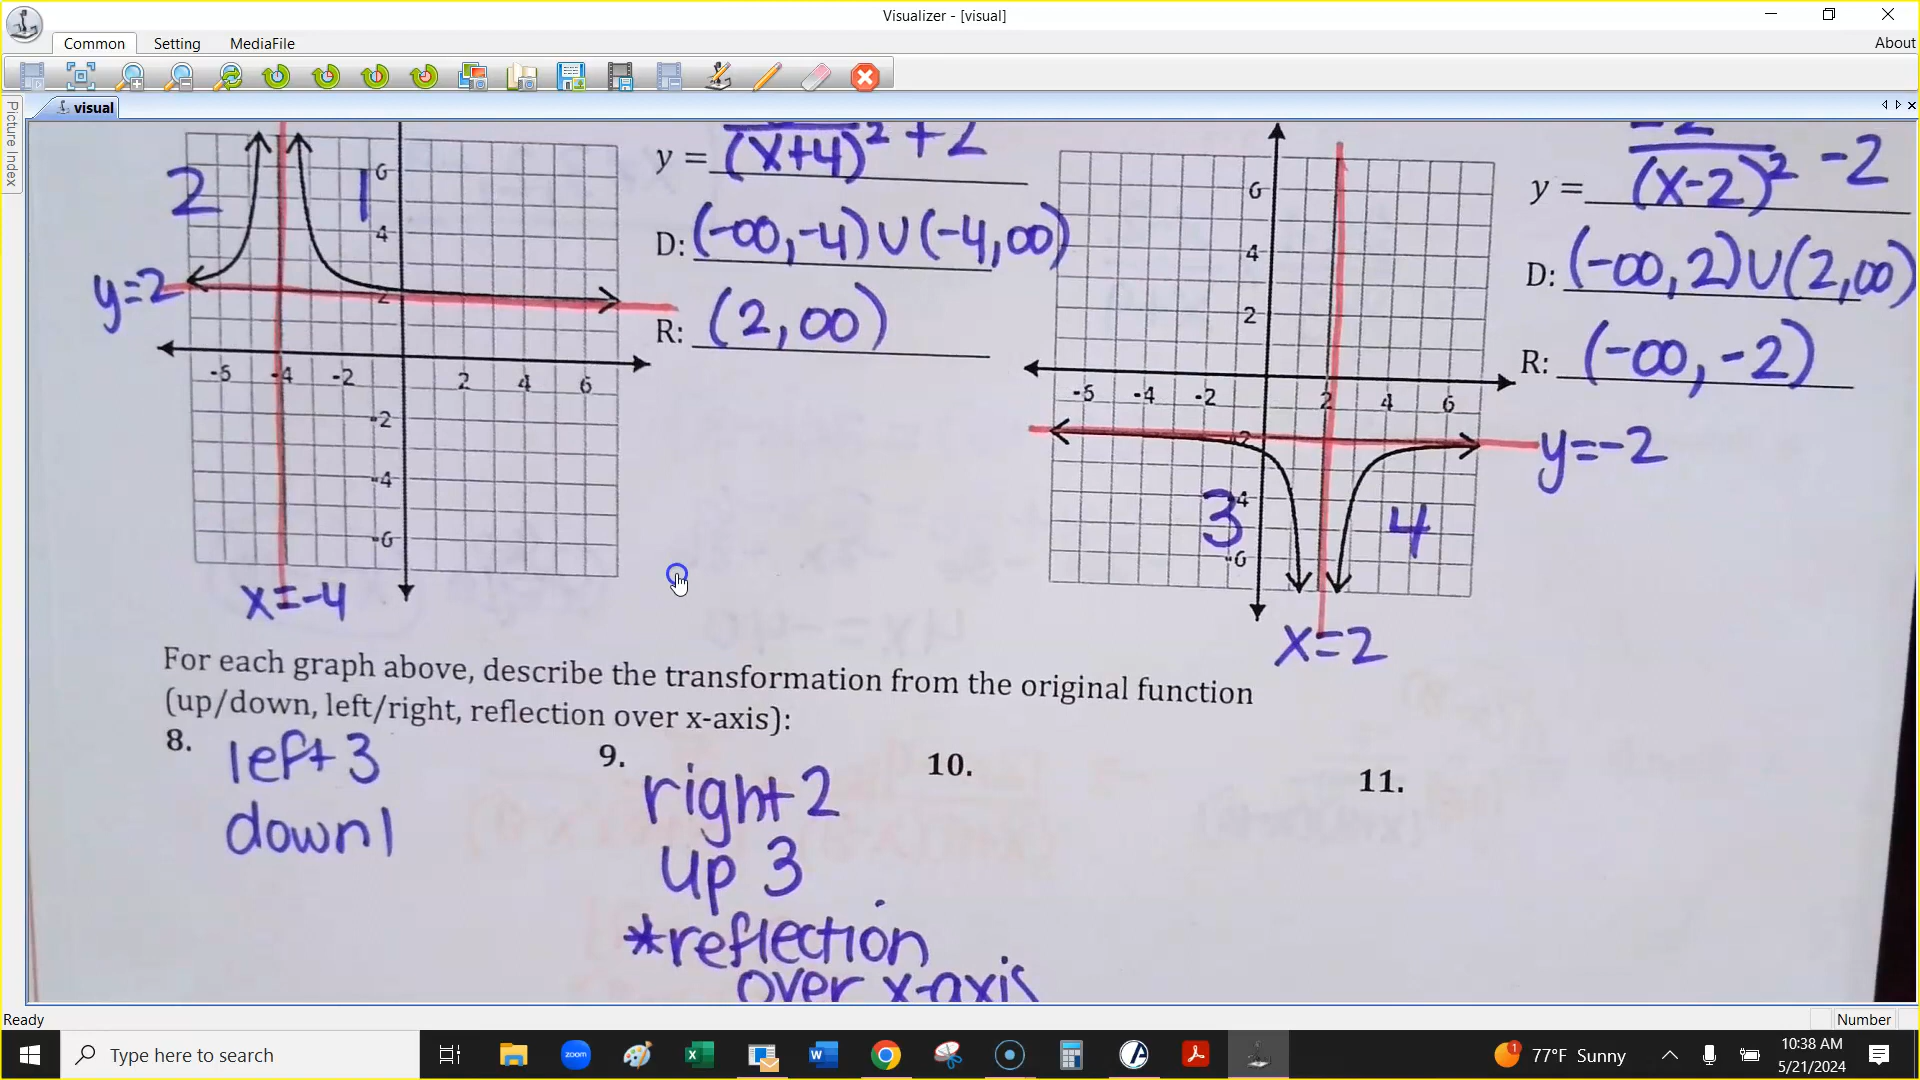 Visualizer - [visual]
Common Setting MediaFile
About
visual
Picture Index
2 1
6
4
2
y=2
-5 -4 -2 2 4 6
-2
-4
-6
x=-4
y = (x+4)² + 2
D: (-∞,-4)∪(-4,∞)
R: (2,∞)
6
4
2
-5 -4 -2 2 4 6
-2
3 -4 4
-6
x=2
y = -2
(x-2)² -2
D: (-∞,2)∪(2,∞)
R: (-∞,-2)
y=-2
For each graph above, describe the transformation from the original function
(up/down, left/right, reflection over x-axis):
8. left 3
down 1
9. right 2
up 3
*reflection
over x-axis
10.
11.
Ready
Number
Type here to search
zoom
77°F Sunny
10:38 AM
5/21/2024